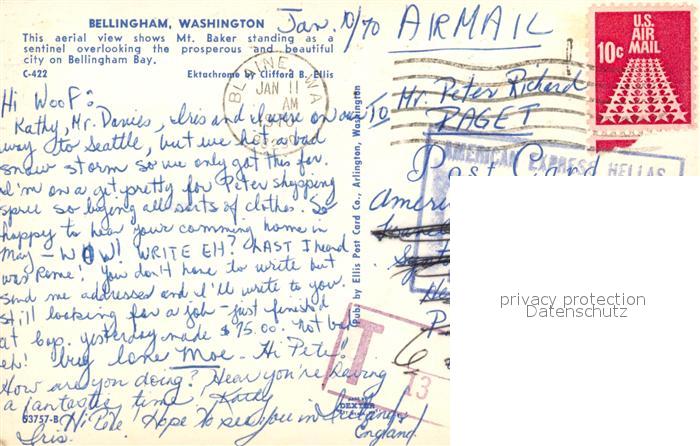 BELLINGHAM, WASHINGTON
This aerial view shows Mt. Baker standing as a
sentinel overlooking the prosperous and beautiful
city on Bellingham Bay.
C-422
Ektachrome by Clifford B. Ellis
Jan. 10/70
AIRMAIL
U.S.
AIR
MAIL
10c
BLAINE, WA
JAN 11
AM
Hi Woof:
Kathy, Mr. Davies, Iris and I were on our
way to Seattle, but we hit a bad
snow storm so we only got this far.
I'm on a get pretty for Peter shopping
spree so buying all sorts of clothes. So
happy to hear your comming home in
May - WOW! WRITE EH? LAST I heard
was Rome! You don't have to write but
send me addresses and I'll write to you.
Still looking for a job - just finish'd
at bay. yesterday made $75.00. Not bad
eh! love Moe. Hi Pete!
How are you doing? Hear you're having
a fantastic time Kathy
53757-B
Hi Pete Hope to see you in
England
Iris.
Pub. by Ellis Post Card Co., Arlington, Washington
DEXTER
TO Mr. Peter Richard
PAGET
Post Card
AMERICAN EXPRESS HELLAS
T
13
6
privacy protection
Datenschutz